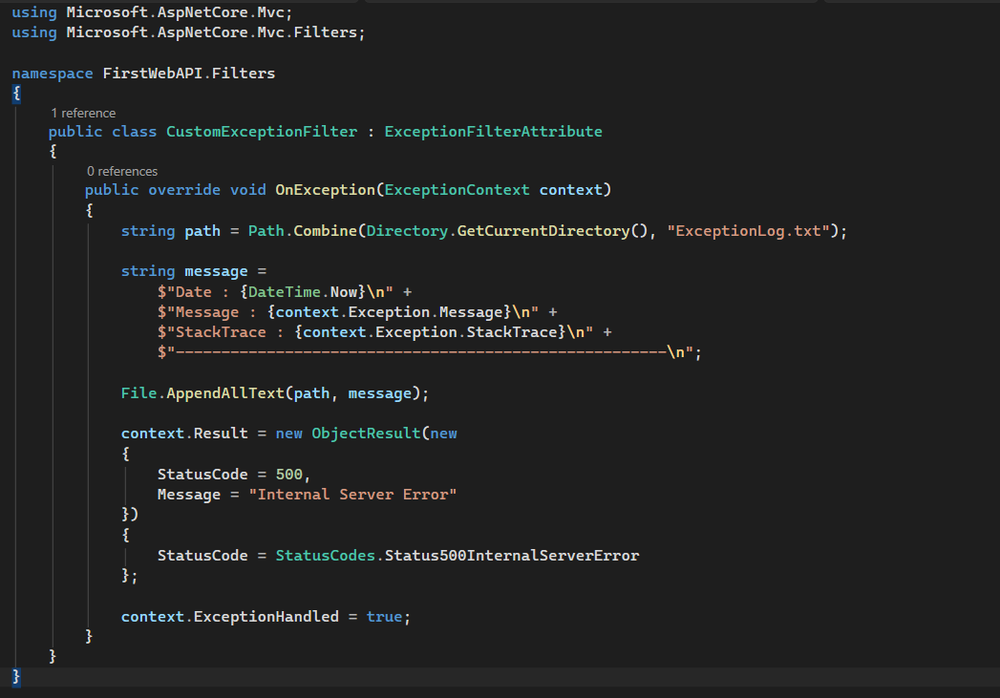 using Microsoft.AspNetCore.Mvc;
using Microsoft.AspNetCore.Mvc.Filters;
namespace FirstWebAPI.Filters
{
1 reference
public class CustomExceptionFilter : ExceptionFilterAttribute
{
0 references
public override void OnException(ExceptionContext context)
{
string path = Path.Combine(Directory.GetCurrentDirectory(), "ExceptionLog.txt");
string message =
$"Date : {DateTime.Now}\n" +
$"Message : {context.Exception.Message}\n" +
$"StackTrace : {context.Exception.StackTrace}\n" +
$"------------------------------------------------------\n";
File.AppendAllText(path, message);
context.Result = new ObjectResult(new
{
StatusCode = 500,
Message = "Internal Server Error"
})
{
StatusCode = StatusCodes.Status500InternalServerError
};
context.ExceptionHandled = true;
}
}
}